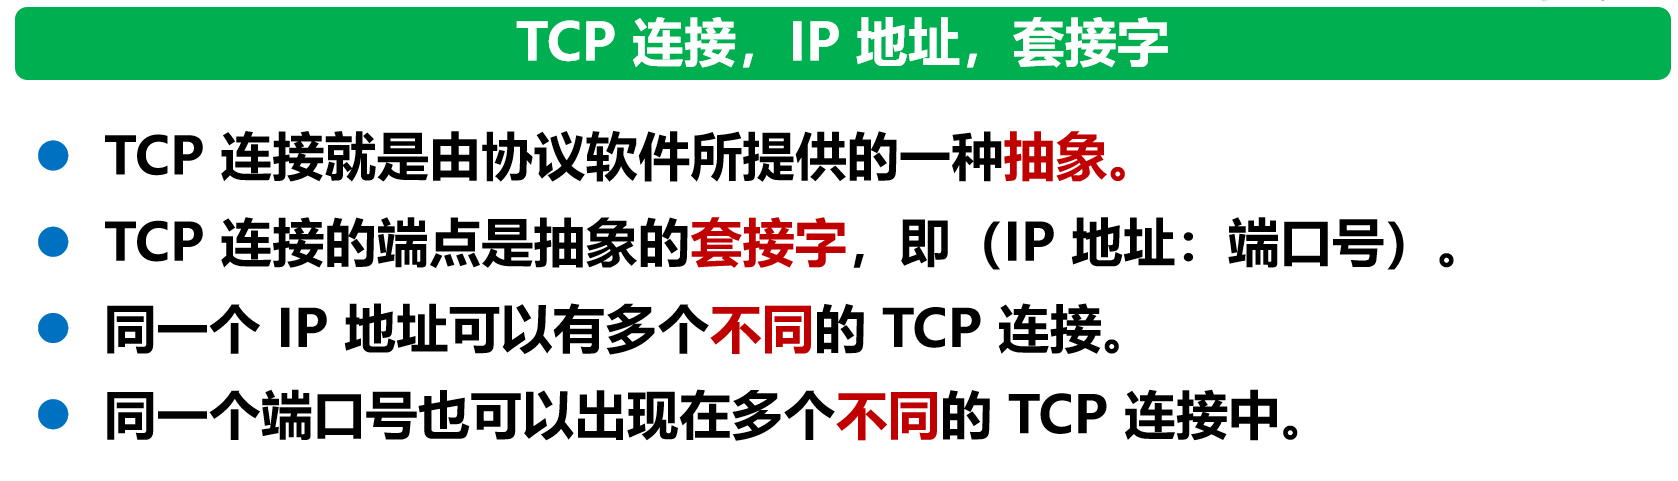 TCP 连接，IP 地址，套接字
TCP 连接就是由协议软件所提供的一种抽象。
TCP 连接的端点是抽象的套接字，即（IP 地址：端口号）。
同一个 IP 地址可以有多个不同的 TCP 连接。
同一个端口号也可以出现在多个不同的 TCP 连接中。